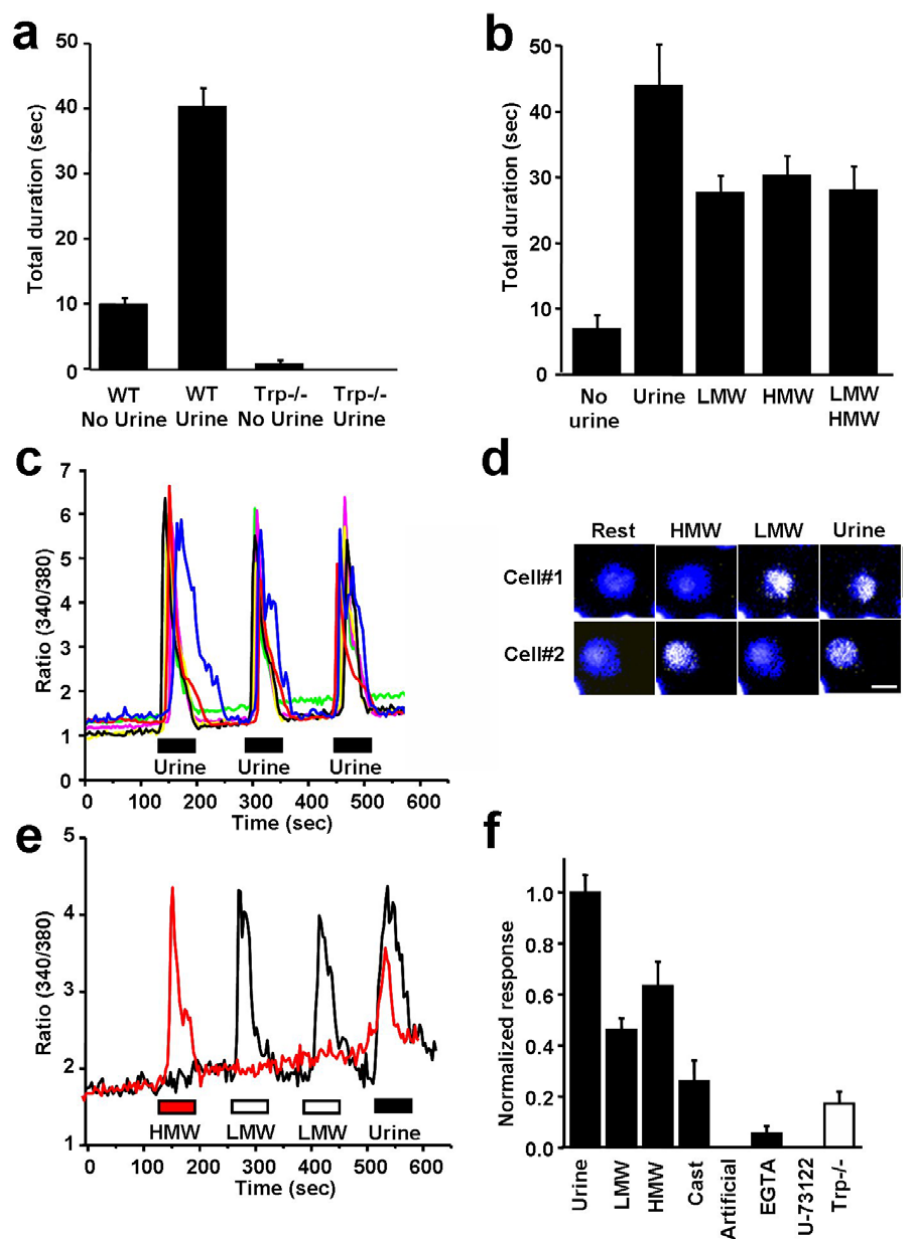 a
50
40
30
20
10
0
Total duration (sec)
WT
No Urine
WT
Urine
Trp-/-
No Urine
Trp-/-
Urine
b
50
40
30
20
10
0
Total duration (sec)
No
urine
Urine
LMW
HMW
LMW
HMW
c
7
6
5
4
3
2
1
0
Ratio (340/380)
Urine
Urine
Urine
0
100
200
300
400
500
600
Time (sec)
d
Rest
HMW
LMW
Urine
Cell#1
Cell#2
e
5
4
3
2
1
Ratio (340/380)
HMW
LMW
LMW
Urine
0
100
200
300
400
500
600
Time (sec)
f
1.0
0.8
0.6
0.4
0.2
0.0
Normalized response
Urine
LMW
HMW
Cast
Artificial
EGTA
U-73122
Trp-/-